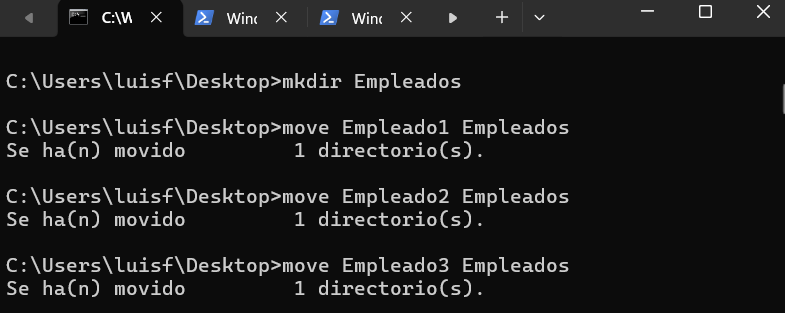 C:\W
Winc
Winc
C:\Users\luisf\Desktop>mkdir Empleados
C:\Users\luisf\Desktop>move Empleado1 Empleados
Se ha(n) movido         1 directorio(s).
C:\Users\luisf\Desktop>move Empleado2 Empleados
Se ha(n) movido         1 directorio(s).
C:\Users\luisf\Desktop>move Empleado3 Empleados
Se ha(n) movido         1 directorio(s).